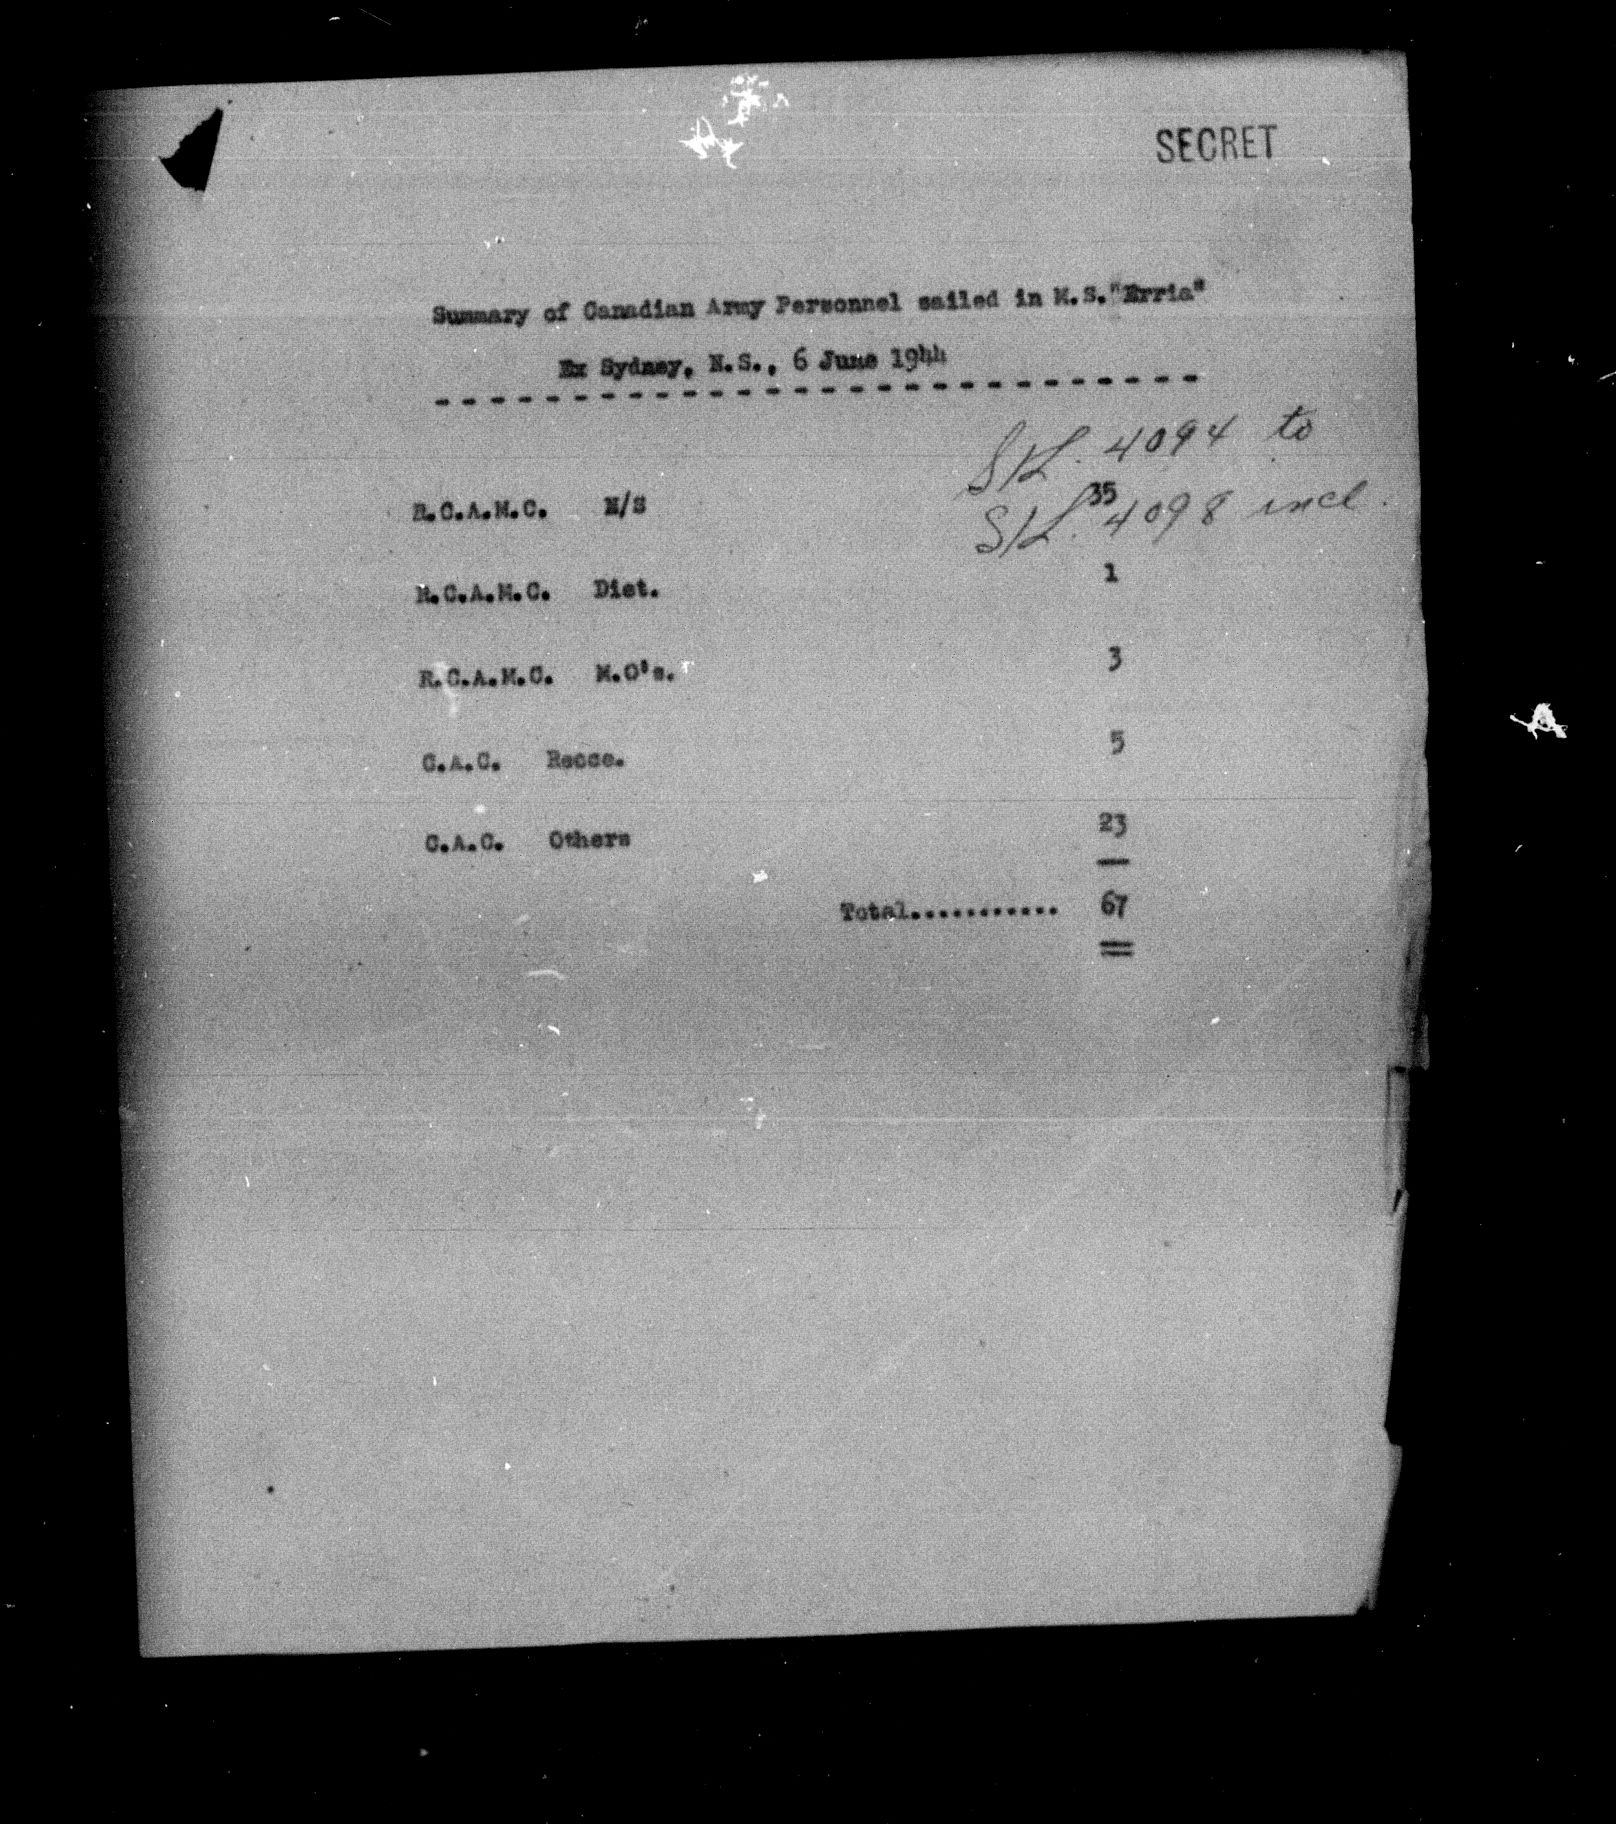 SECRET
Summary of Canadian Army Personnel sailed in M.S."Erria"
Ex Sydney, N.S., 6 June 1944
- - - - - - - - - - - - - - - - - - - - - - - - - - - -
S/L. 4094 to
S/L. 4098 incl.
R.C.A.M.C. N/S 35
R.C.A.M.C. Diet. 1
R.C.A.M.C. M.O's. 3
C.A.C. Recce. 5
C.A.C. Others 23
Total........... 67